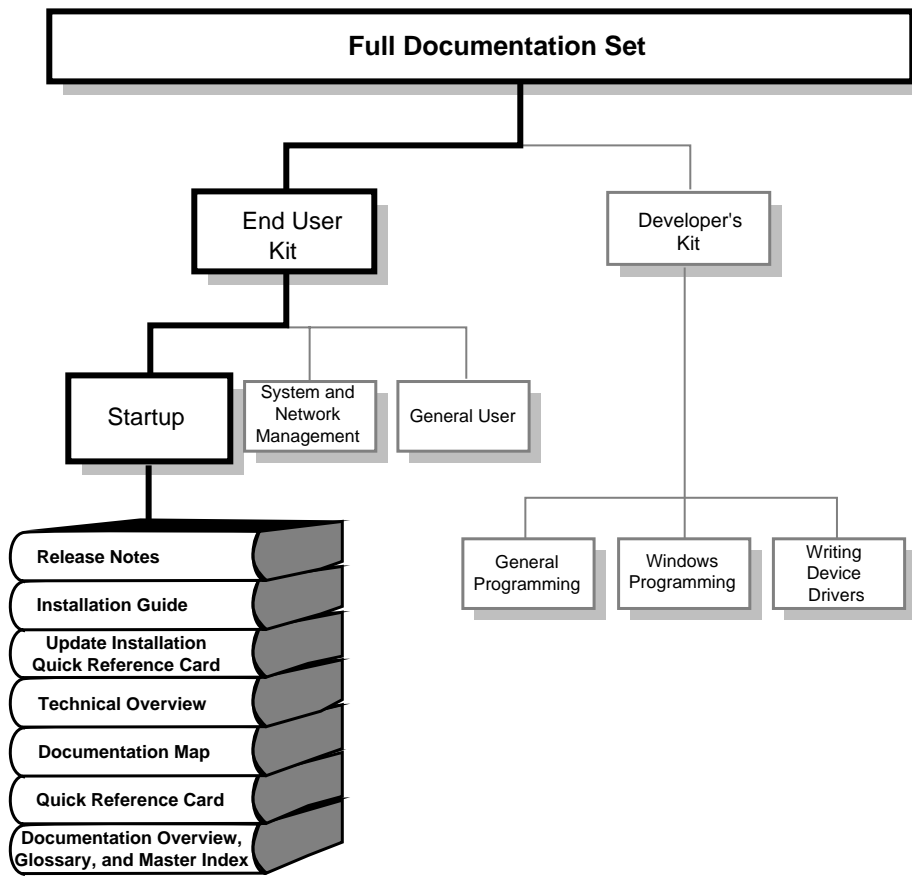 Full Documentation Set
End User
Kit
Developer's
Kit
Startup
System and
Network
Management
General User
General
Programming
Windows
Programming
Writing
Device
Drivers
Release Notes
Installation Guide
Update Installation
Quick Reference Card
Technical Overview
Documentation Map
Quick Reference Card
Documentation Overview,
Glossary, and Master Index